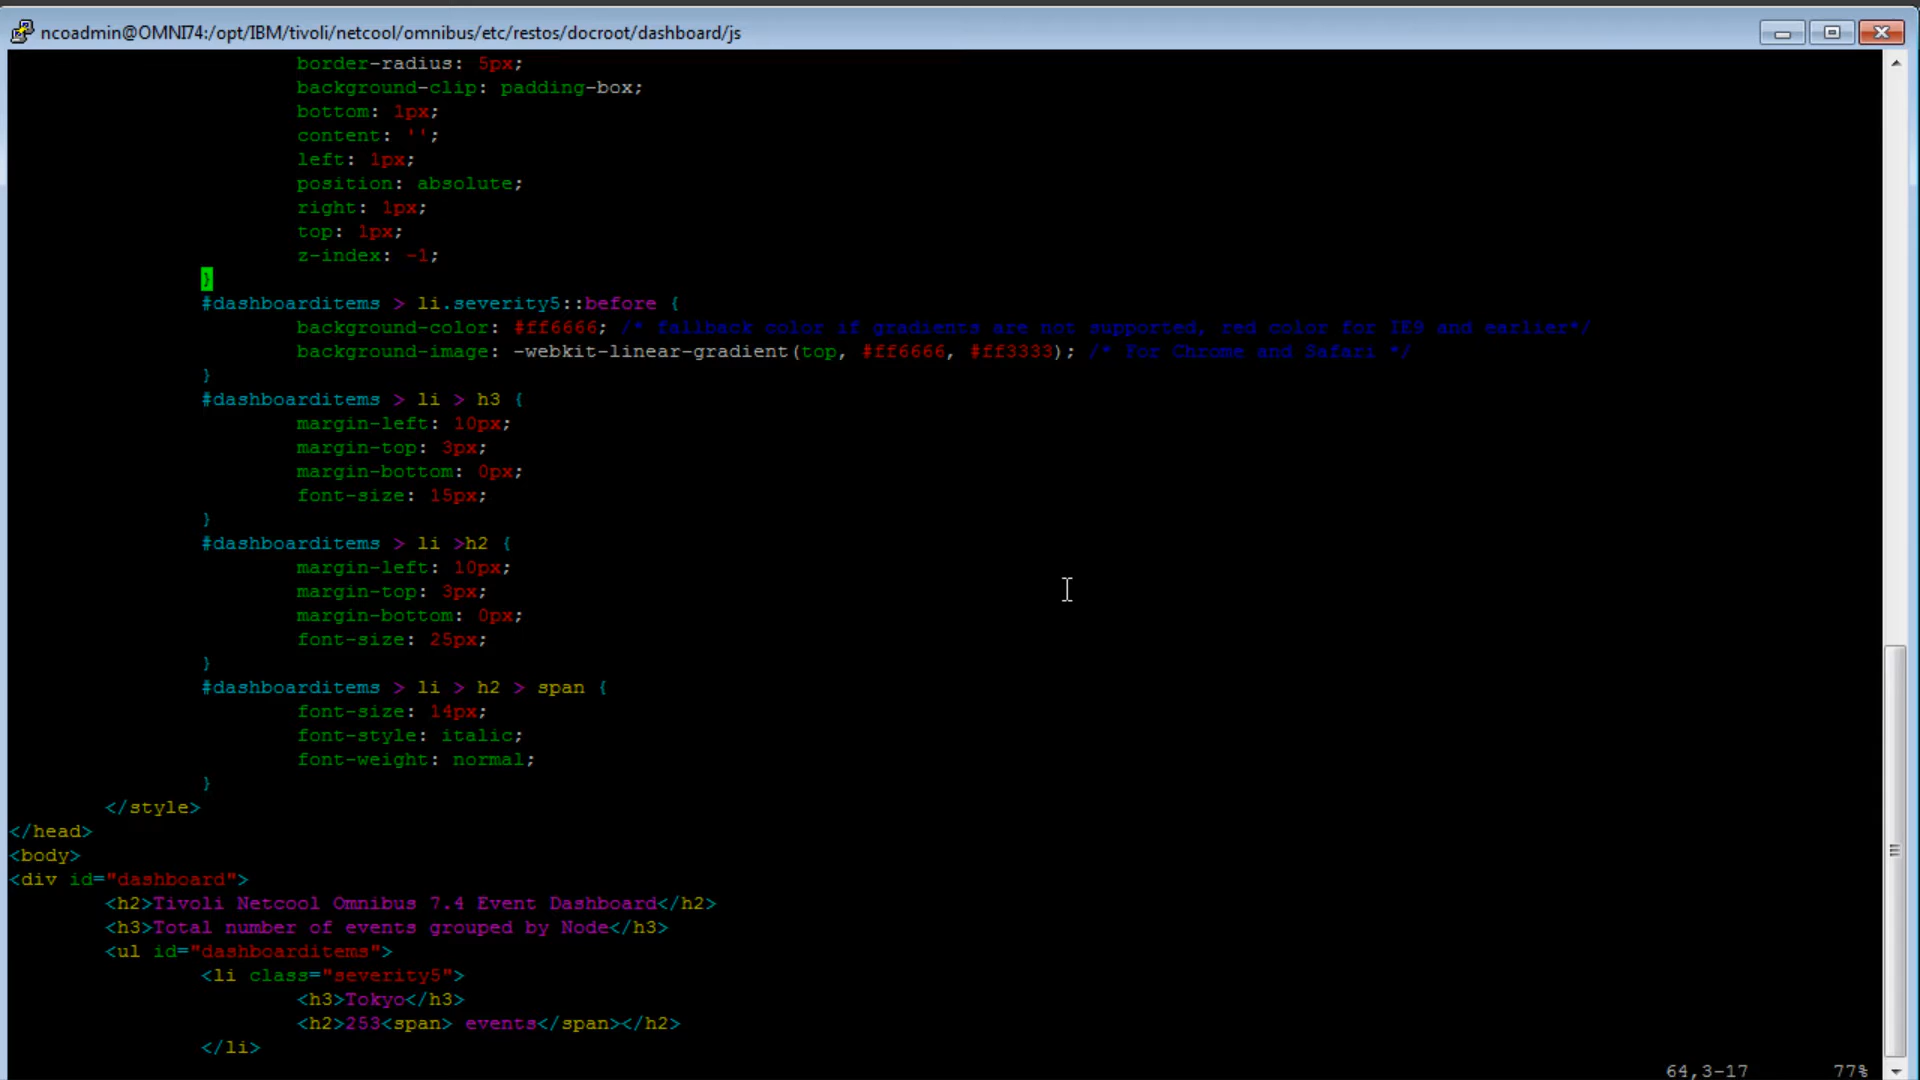 ncoadmin@OMNI74:/opt/IBM/tivoli/netcool/omnibus/etc/restos/docroot/dashboard/js
border-radius: 5px;
background-clip: padding-box;
bottom: 1px;
content: '';
left: 1px;
position: absolute;
right: 1px;
top: 1px;
z-index: -1;
}
#dashboarditems > li.severity5::before {
background-color: #ff6666; /* fallback color if gradients are not supported, red color for IE9 and earlier*/
background-image: -webkit-linear-gradient(top, #ff6666, #ff3333); /* For Chrome and Safari */
}
#dashboarditems > li > h3 {
margin-left: 10px;
margin-top: 3px;
margin-bottom: 0px;
font-size: 15px;
}
#dashboarditems > li >h2 {
margin-left: 10px;
margin-top: 3px;
margin-bottom: 0px;
font-size: 25px;
}
#dashboarditems > li > h2 > span {
font-size: 14px;
font-style: italic;
font-weight: normal;
}
</style>
</head>
<body>
<div id="dashboard">
<h2>Tivoli Netcool Omnibus 7.4 Event Dashboard</h2>
<h3>Total number of events grouped by Node</h3>
<ul id="dashboarditems">
<li class="severity5">
<h3>Tokyo</h3>
<h2>253<span> events</span></h2>
</li>
64,3-17 77%